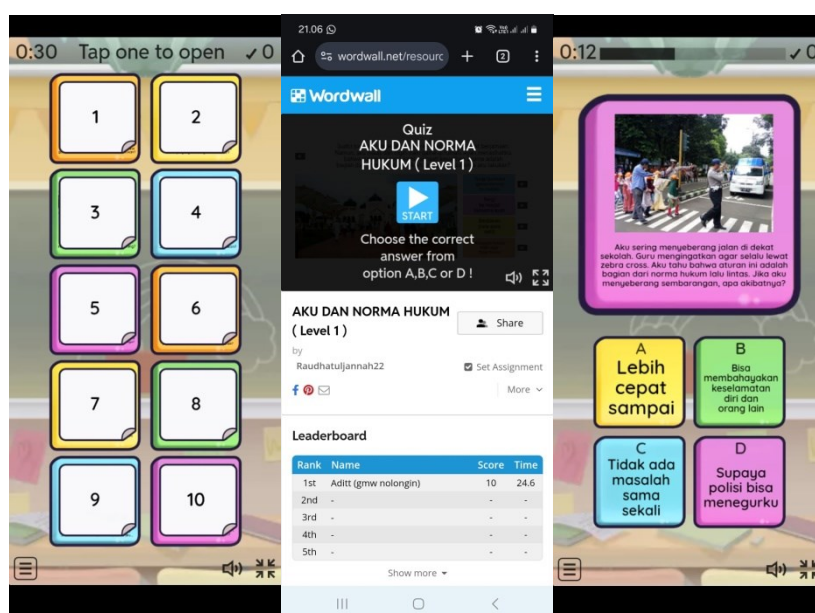 0:30 Tap one to open ✓ 0
1
2
3
4
5
6
7
8
9
10
21.06
wordwall.net/resourc
2
Wordwall
Quiz
AKU DAN NORMA
HUKUM ( Level 1 )
START
Choose the correct
answer from
option A,B,C or D !
AKU DAN NORMA HUKUM
( Level 1 )
Share
by
Raudhatuljannah22
Set Assignment
More
Leaderboard
Rank Name Score Time
1st Aditt (gmw nolongin) 10 24.6
2nd - - -
3rd - - -
4th - - -
5th - - -
Show more
0:12 ✓ 0
Aku sering menyeberang jalan di dekat
sekolah. Guru mengingatkan agar selalu lewat
zebra cross. Aku tahu bahwa aturan ini adalah
bagian dari norma hukum lalu lintas. Jika aku
menyeberang sembarangan, apa akibatnya?
A
Lebih
cepat
sampai
B
Bisa
membahayakan
keselamatan
diri dan
orang lain
C
Tidak ada
masalah
sama
sekali
D
Supaya
polisi bisa
menegurku